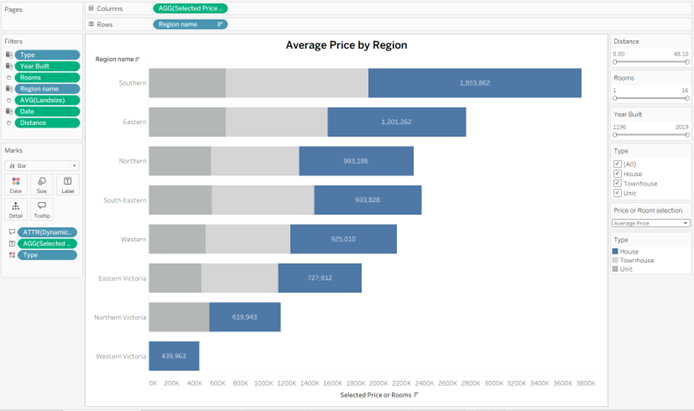 Pages
Columns
AGG(Selected Price ..
Rows
Region name
Filters
Type
Year Built
Rooms
Region name
AVG(Landsize)
Date
Distance
Marks
Bar
Color
Size
Label
Detail
Tooltip
ATTR(Dynamic..
AGG(Selected ..
Type
Average Price by Region
Region name
Southern
1,853,862
Eastern
1,201,262
Northern
993,186
South-Eastern
933,828
Western
925,010
Eastern Victoria
727,912
Northern Victoria
619,943
Western Victoria
439,963
0K 200K 400K 600K 800K 1000K 1200K 1400K 1600K 1800K 2000K 2200K 2400K 2600K 2800K 3000K 3200K 3400K 3600K 3800K
Selected Price or Rooms
Distance
0.00 48.10
Rooms
1 16
Year Built
1196 2019
Type
(All)
House
Townhouse
Unit
Price or Room selection
Average Price
Type
House
Townhouse
Unit